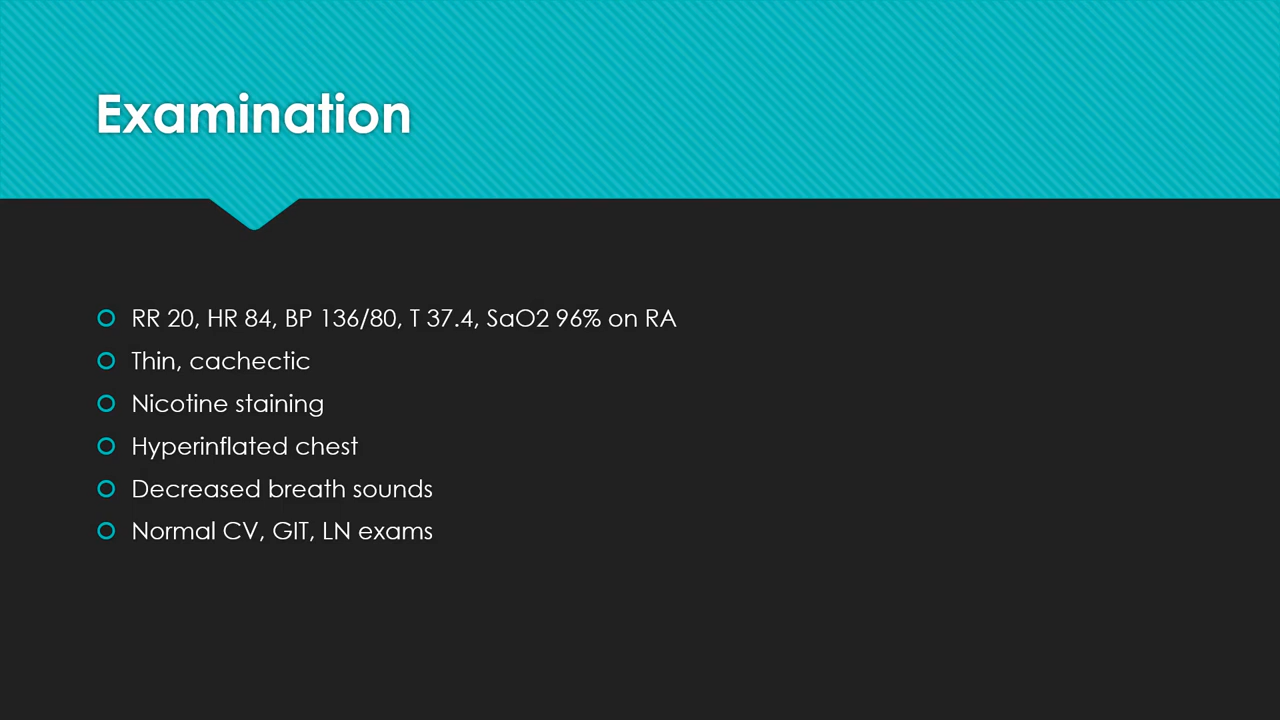 Examination
RR 20, HR 84, BP 136/80, T 37.4, SaO2 96% on RA
Thin, cachectic
Nicotine staining
Hyperinflated chest
Decreased breath sounds
Normal CV, GIT, LN exams